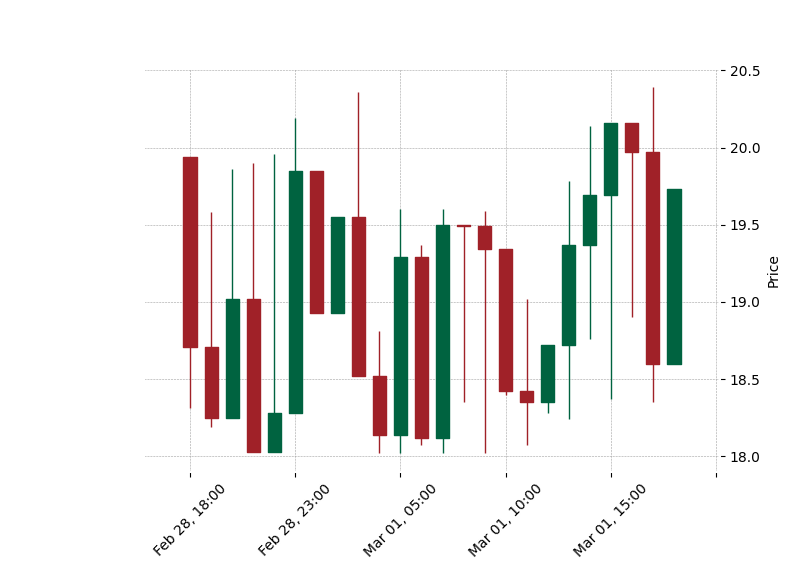 20.5
20.0
19.5
19.0
18.5
18.0
Price
Feb 28, 18:00
Feb 28, 23:00
Mar 01, 05:00
Mar 01, 10:00
Mar 01, 15:00